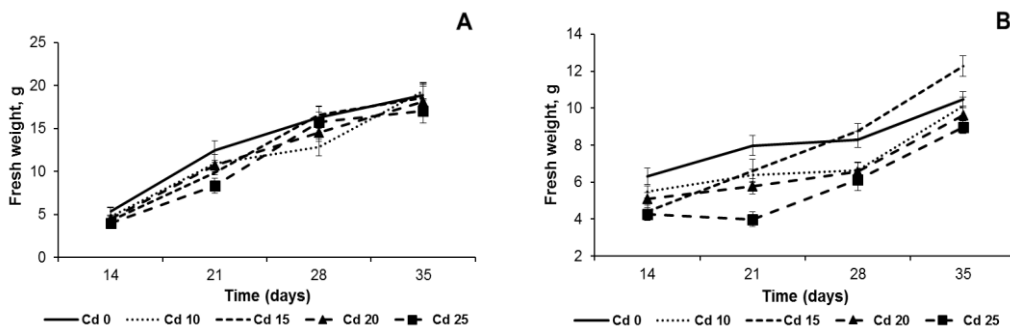 A
Fresh weight, g
25
20
15
10
5
0
14 21 28 35
Time (days)
Cd 0 Cd 10 Cd 15 Cd 20 Cd 25
B
Fresh weight, g
14
12
10
8
6
4
2
14 21 28 35
Time (days)
Cd 0 Cd 10 Cd 15 Cd 20 Cd 25